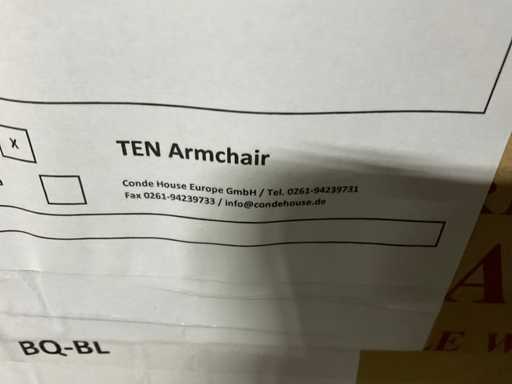 X
TEN Armchair
Conde House Europe GmbH / Tel. 0261-94239731
Fax 0261-94239733 / info@condehouse.de
BQ-BL